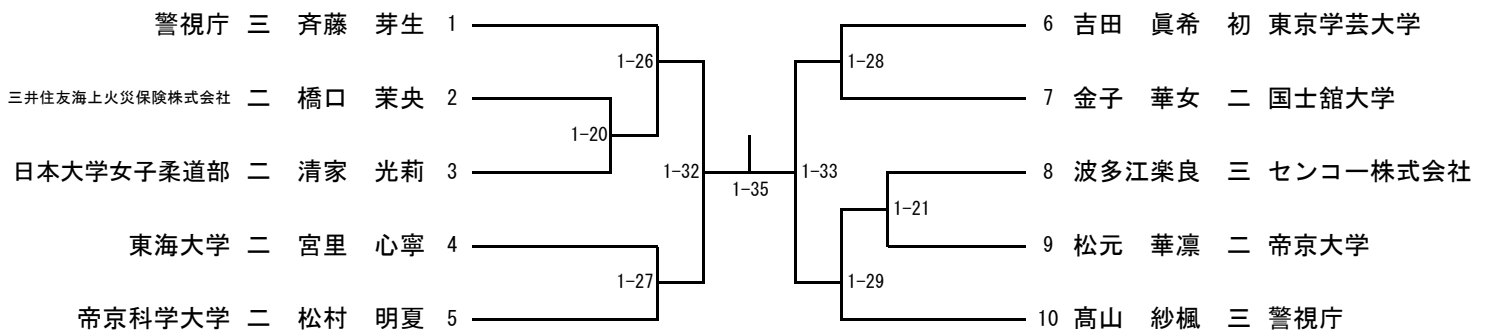 警視庁 三 斉藤 芽生 1
三井住友海上火災保険株式会社 二 橋口 茉央 2
日本大学女子柔道部 二 清家 光莉 3
東海大学 二 宮里 心寧 4
帝京科学大学 二 松村 明夏 5
1-26
1-20
1-32
1-27
1-35
1-28
1-33
1-21
1-29
6 吉田 眞希 初 東京学芸大学
7 金子 華女 二 国士舘大学
8 波多江楽良 三 センコー株式会社
9 松元 華凛 二 帝京大学
10 髙山 紗楓 三 警視庁